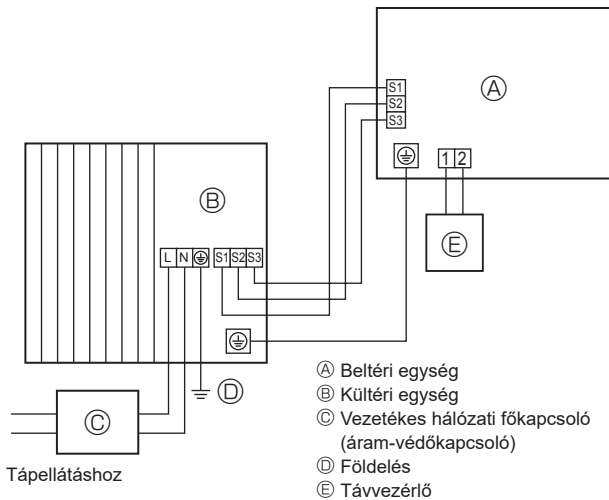 S1
S2
S3
Ⓐ
1 2
Ⓔ
Ⓑ
L N S1 S2 S3
Ⓓ
Ⓒ
Tápellátáshoz
Ⓐ Beltéri egység
Ⓑ Kültéri egység
Ⓒ Vezetékes hálózati főkapcsoló
(áram-védőkapcsoló)
Ⓓ Földelés
Ⓔ Távvezérlő